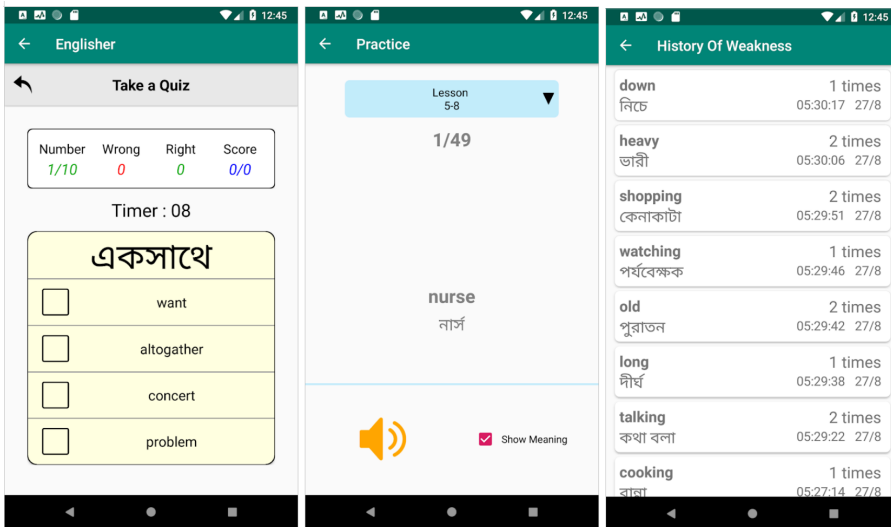 12:45
Englisher
Take a Quiz
Number Wrong Right Score
1/10 0 0 0/0
Timer : 08
একসাথে
want
altogather
concert
problem
12:45
Practice
Lesson
5-8
1/49
nurse
নার্স
Show Meaning
12:45
History Of Weakness
down 1 times
নিচে 05:30:17 27/8
heavy 2 times
ভারী 05:30:06 27/8
shopping 2 times
কেনাকাটা 05:29:51 27/8
watching 1 times
পর্যবেক্ষক 05:29:46 27/8
old 2 times
পুরাতন 05:29:42 27/8
long 1 times
দীর্ঘ 05:29:38 27/8
talking 2 times
কথা বলা 05:29:22 27/8
cooking 1 times
রান্না 05:27:14 27/8